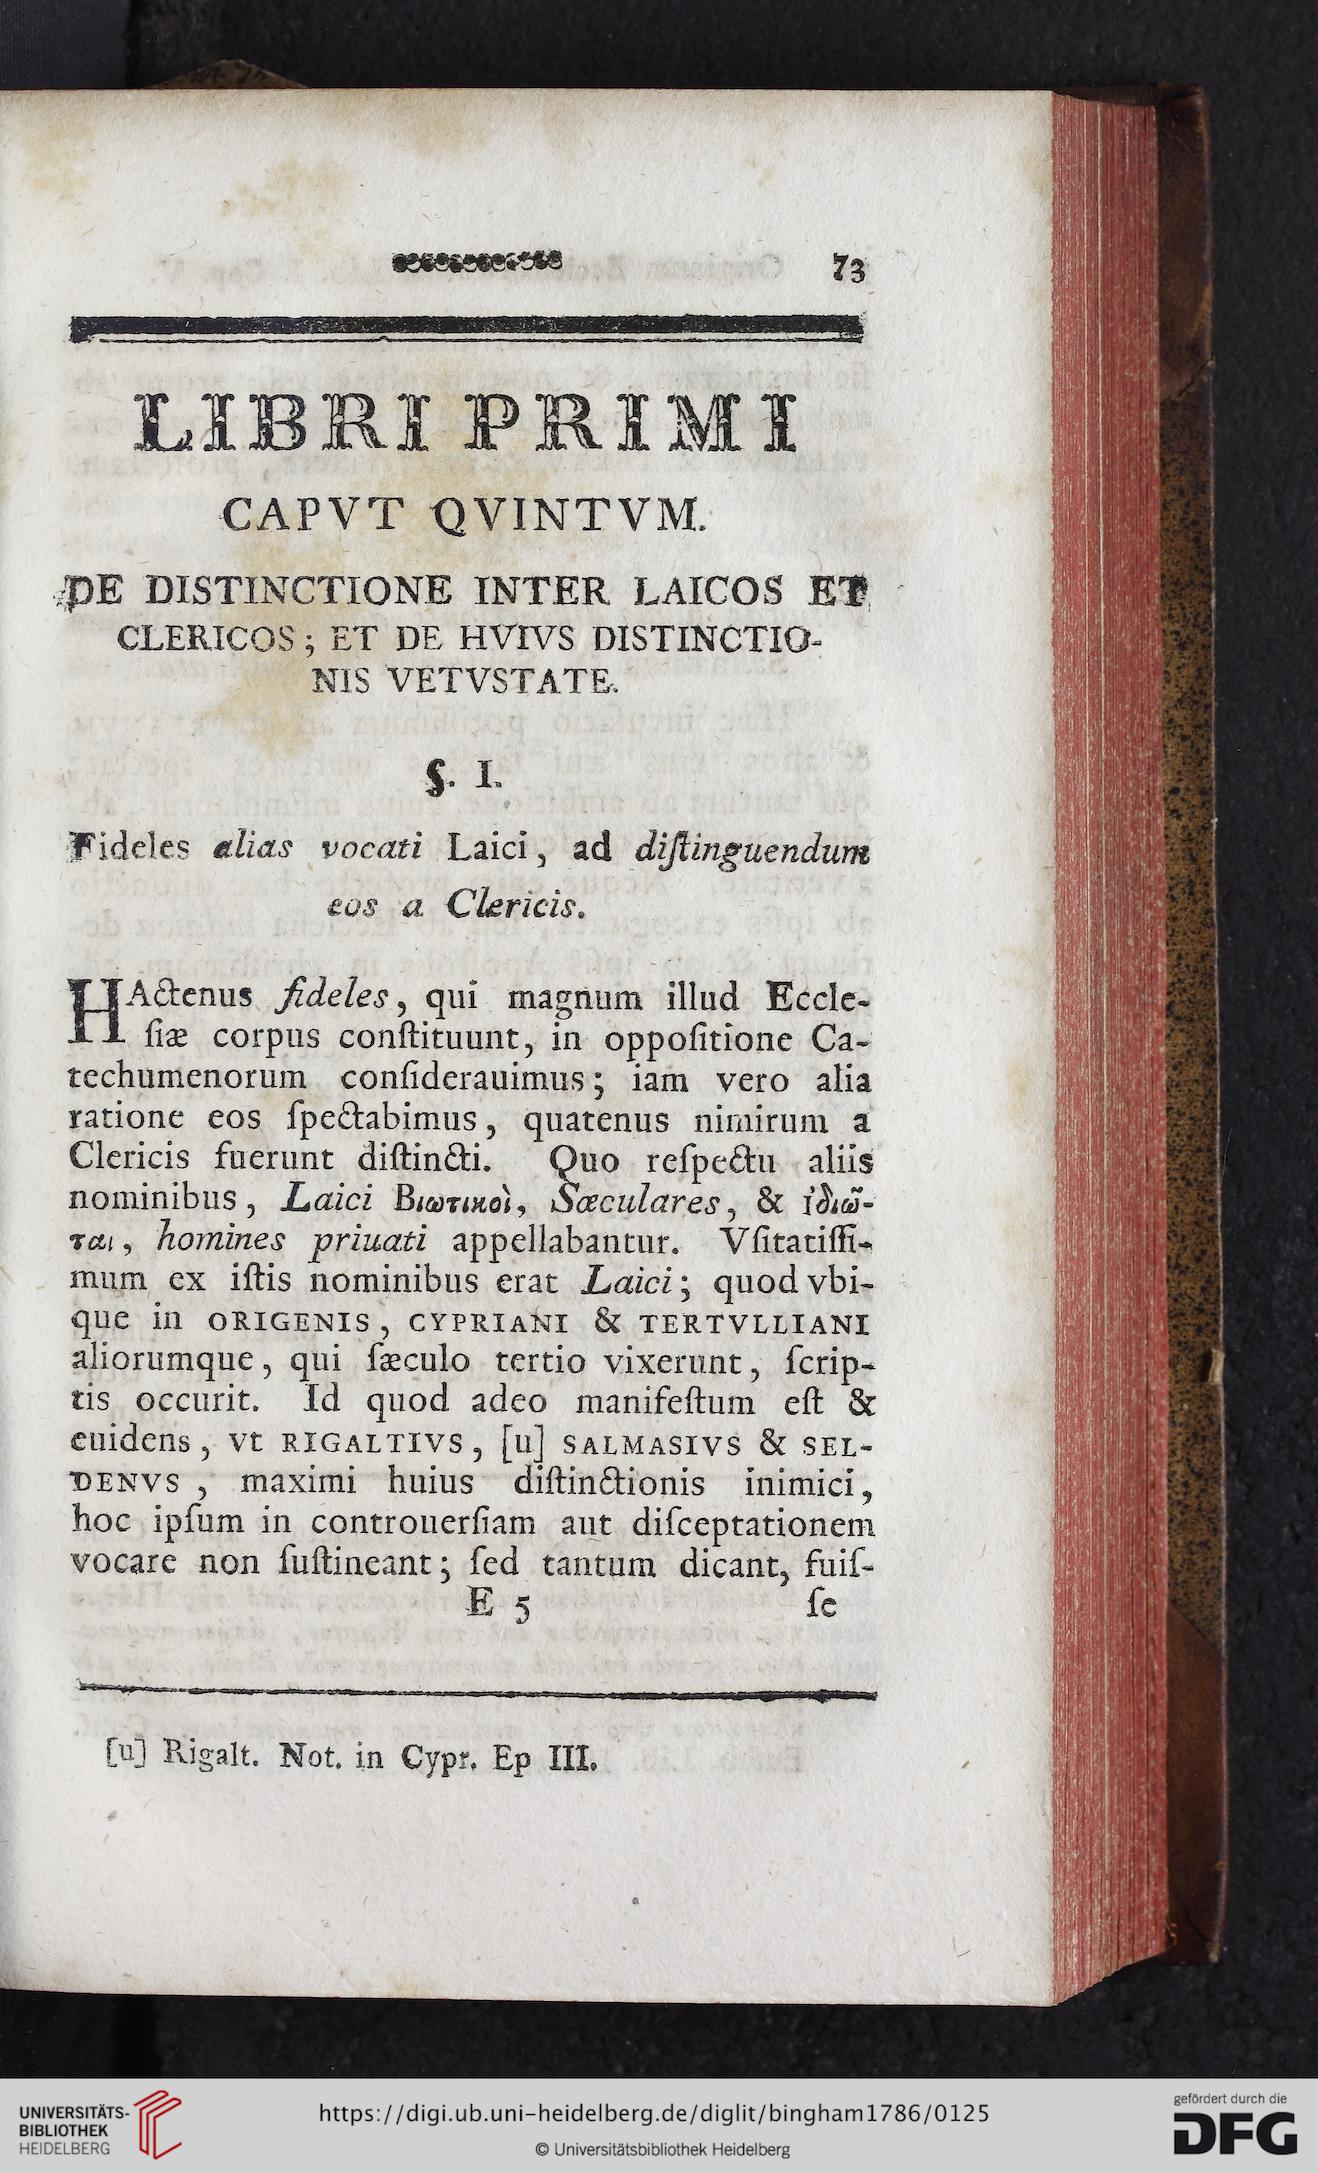 73
LIBRI PRIMI
CAPVT QVINTVM.
DE DISTINCTIONE INTER LAICOS ET
CLERICOS; ET DE HVIVS DISTINCTIO-
NIS VETVSTATE.
§. I.
Fideles alias vocati Laici, ad diſtinguendum
eos a Clericis.
HActenus fideles, qui magnum illud Eccle-
ſiæ corpus conſtituunt, in oppoſitione Ca-
techumenorum conſiderauimus; iam vero alia
ratione eos ſpectabimus, quatenus nimirum a
Clericis fuerunt diſtincti. Quo reſpectu aliis
nominibus, Laici Βιωτικοὶ, Sæculares, & ἰδιῶ-
ται, homines priuati appellabantur. Vſitatiſſi-
mum ex iſtis nominibus erat Laici; quod vbi-
que in ORIGENIS, CYPRIANI & TERTVLLIANI
aliorumque, qui ſæculo tertio vixerunt, ſcrip-
tis occurit. Id quod adeo manifeſtum eſt &
euidens, vt RIGALTIVS, [u] SALMASIVS & SEL-
DENVS, maximi huius diſtinctionis inimici,
hoc ipſum in controuerſiam aut diſceptationem
vocare non ſuſtineant; ſed tantum dicant, fuiſ-
E 5 ſe
[u] Rigalt. Not. in Cypr. Ep III.
UNIVERSITÄTS-
BIBLIOTHEK
HEIDELBERG
https://digi.ub.uni-heidelberg.de/diglit/bingham1786/0125
© Universitätsbibliothek Heidelberg
gefördert durch die
DFG